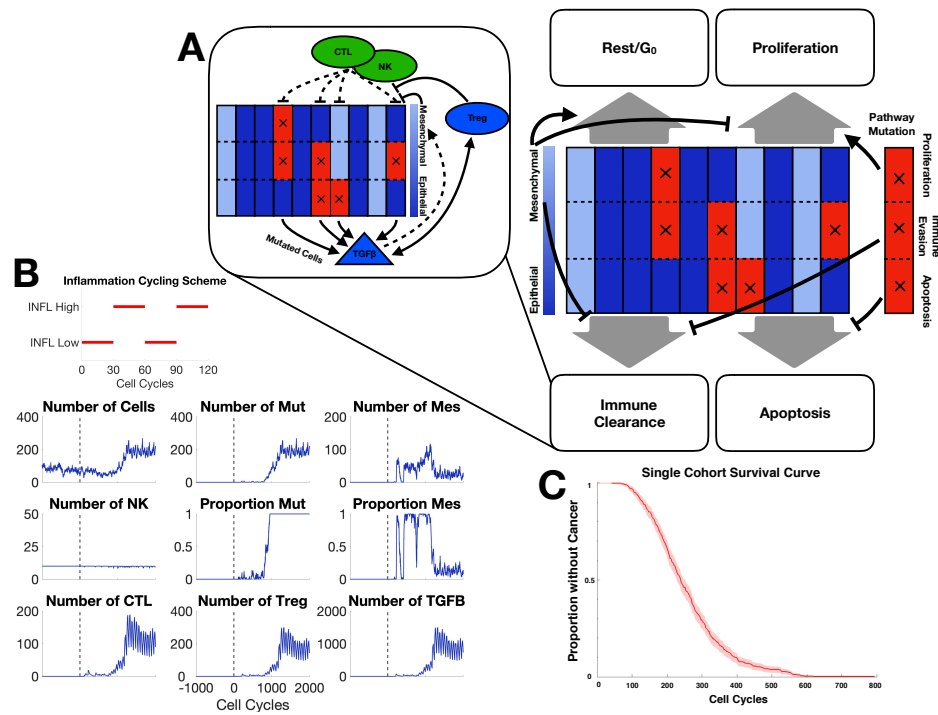 A
CTL
NK
Treg
Mesenchymal
Epithelial
×
×
×
×
×
×
Mutated Cells
TGFβ
Rest/G₀
Proliferation
Pathway
Mutation
Mesenchymal
Epithelial
×
×
×
×
×
×
×
×
×
Proliferation
Immune
Evasion
Apoptosis
Immune
Clearance
Apoptosis
B
Inflammation Cycling Scheme
INFL High
INFL Low
0 30 60 90 120
Cell Cycles
Number of Cells
400
200
0
Number of Mut
400
200
0
Number of Mes
200
100
0
Number of NK
50
25
0
Proportion Mut
1
0.5
0
Proportion Mes
1
0.5
0
Number of CTL
200
100
0
Number of Treg
400
200
0
-1000 0 1000 2000
Cell Cycles
Number of TGFB
2000
1000
0
C
Single Cohort Survival Curve
Proportion without Cancer
1
0.5
0
0 100 200 300 400 500 600 700 800
Cell Cycles